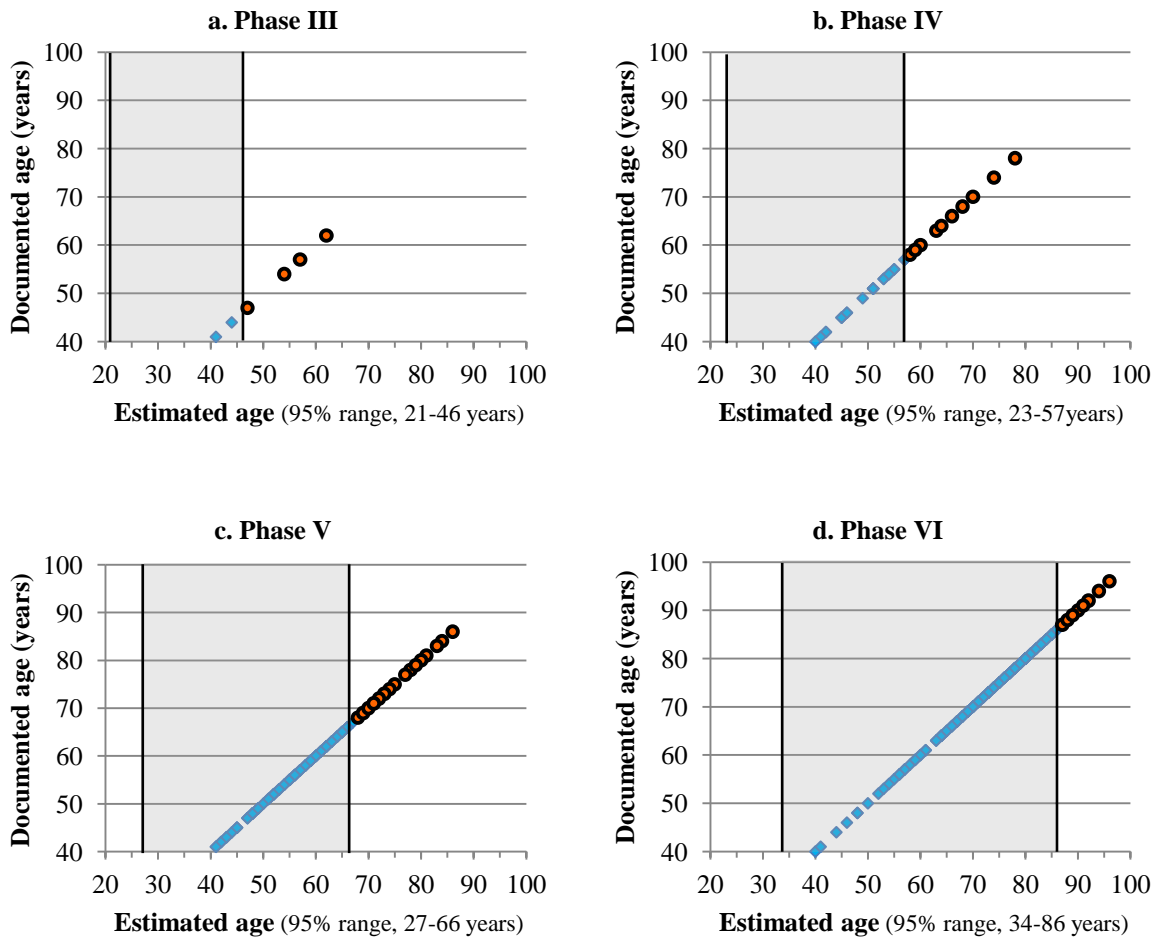 a. Phase III
Documented age (years)
100
90
80
70
60
50
40
20 30 40 50 60 70 80 90 100
Estimated age (95% range, 21-46 years)
b. Phase IV
Documented age (years)
100
90
80
70
60
50
40
20 30 40 50 60 70 80 90 100
Estimated age (95% range, 23-57years)
c. Phase V
Documented age (years)
100
90
80
70
60
50
40
20 30 40 50 60 70 80 90 100
Estimated age (95% range, 27-66 years)
d. Phase VI
Documented age (years)
100
90
80
70
60
50
40
20 30 40 50 60 70 80 90 100
Estimated age (95% range, 34-86 years)